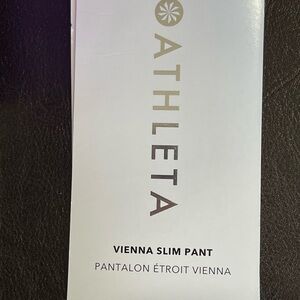 ATHLETA
VIENNA SLIM PANT
PANTALON ÉTROIT VIENNA